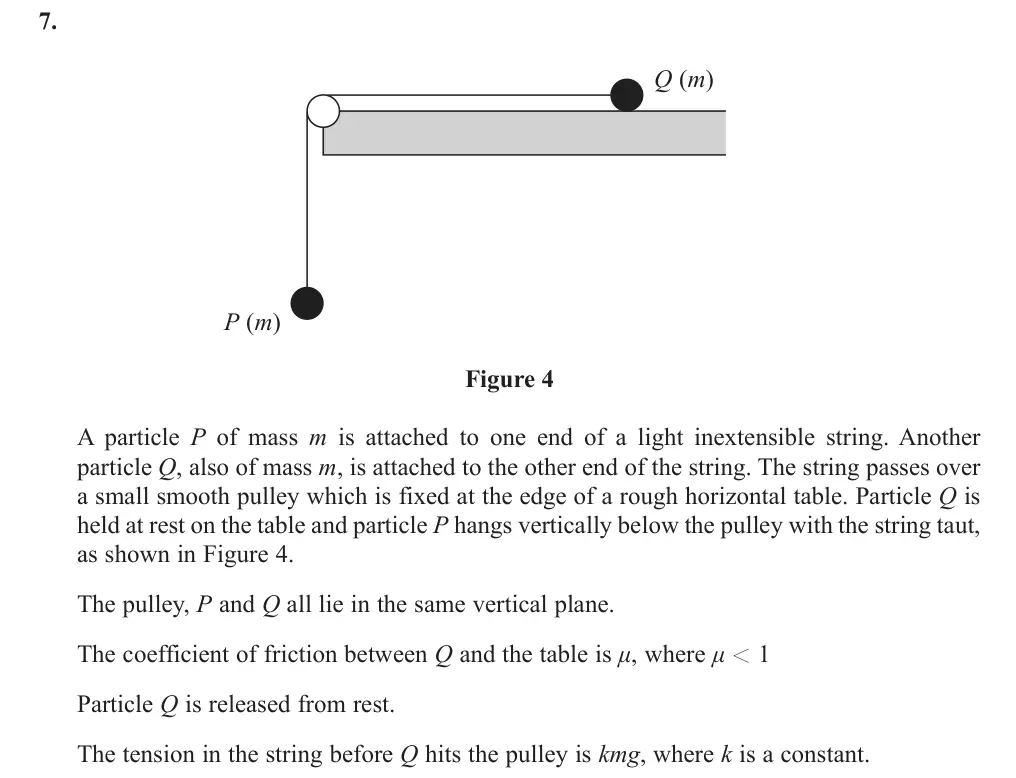 7.
Q (m)
P (m)
Figure 4
A particle P of mass m is attached to one end of a light inextensible string. Another
particle Q, also of mass m, is attached to the other end of the string. The string passes over
a small smooth pulley which is fixed at the edge of a rough horizontal table. Particle Q is
held at rest on the table and particle P hangs vertically below the pulley with the string taut,
as shown in Figure 4.
The pulley, P and Q all lie in the same vertical plane.
The coefficient of friction between Q and the table is μ, where μ < 1
Particle Q is released from rest.
The tension in the string before Q hits the pulley is kmg, where k is a constant.